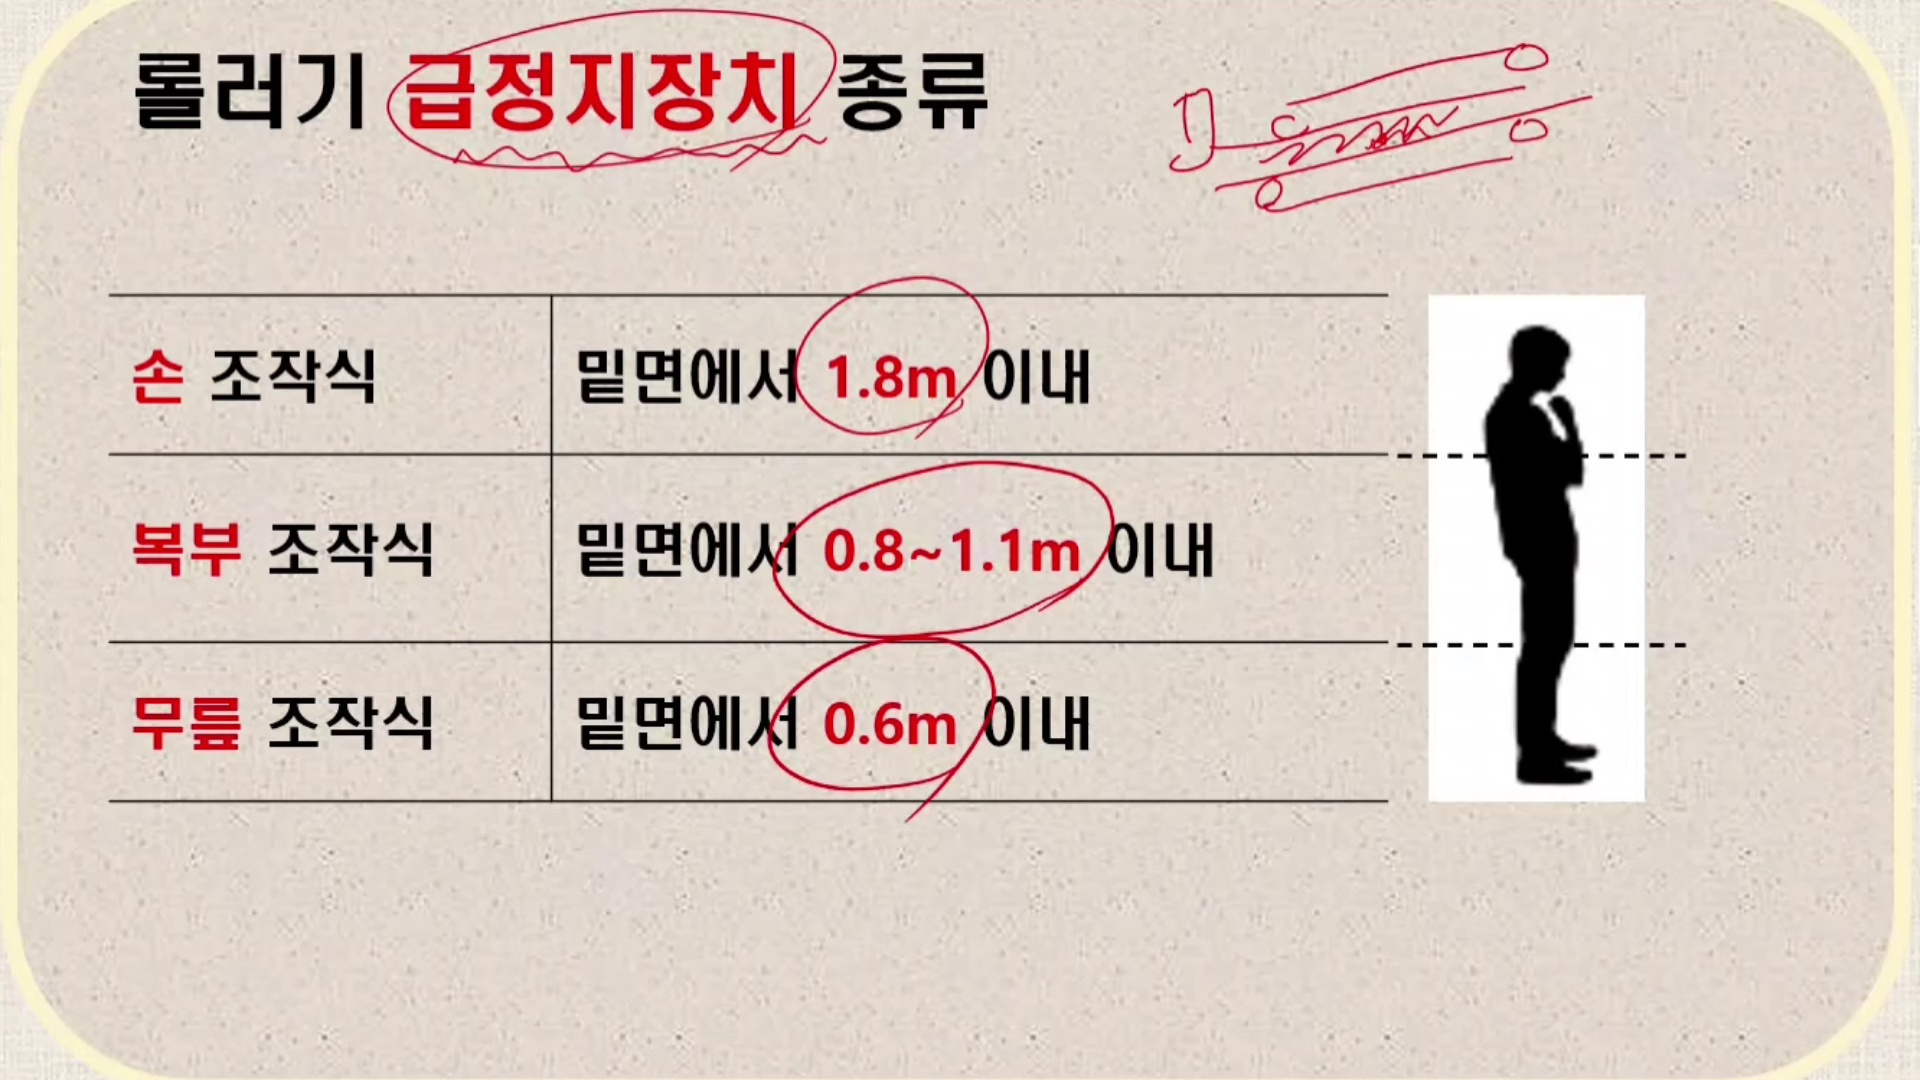 롤러기 급정지장치 종류
손 조작식 밑면에서 1.8m 이내
복부 조작식 밑면에서 0.8~1.1m 이내
무릎 조작식 밑면에서 0.6m 이내